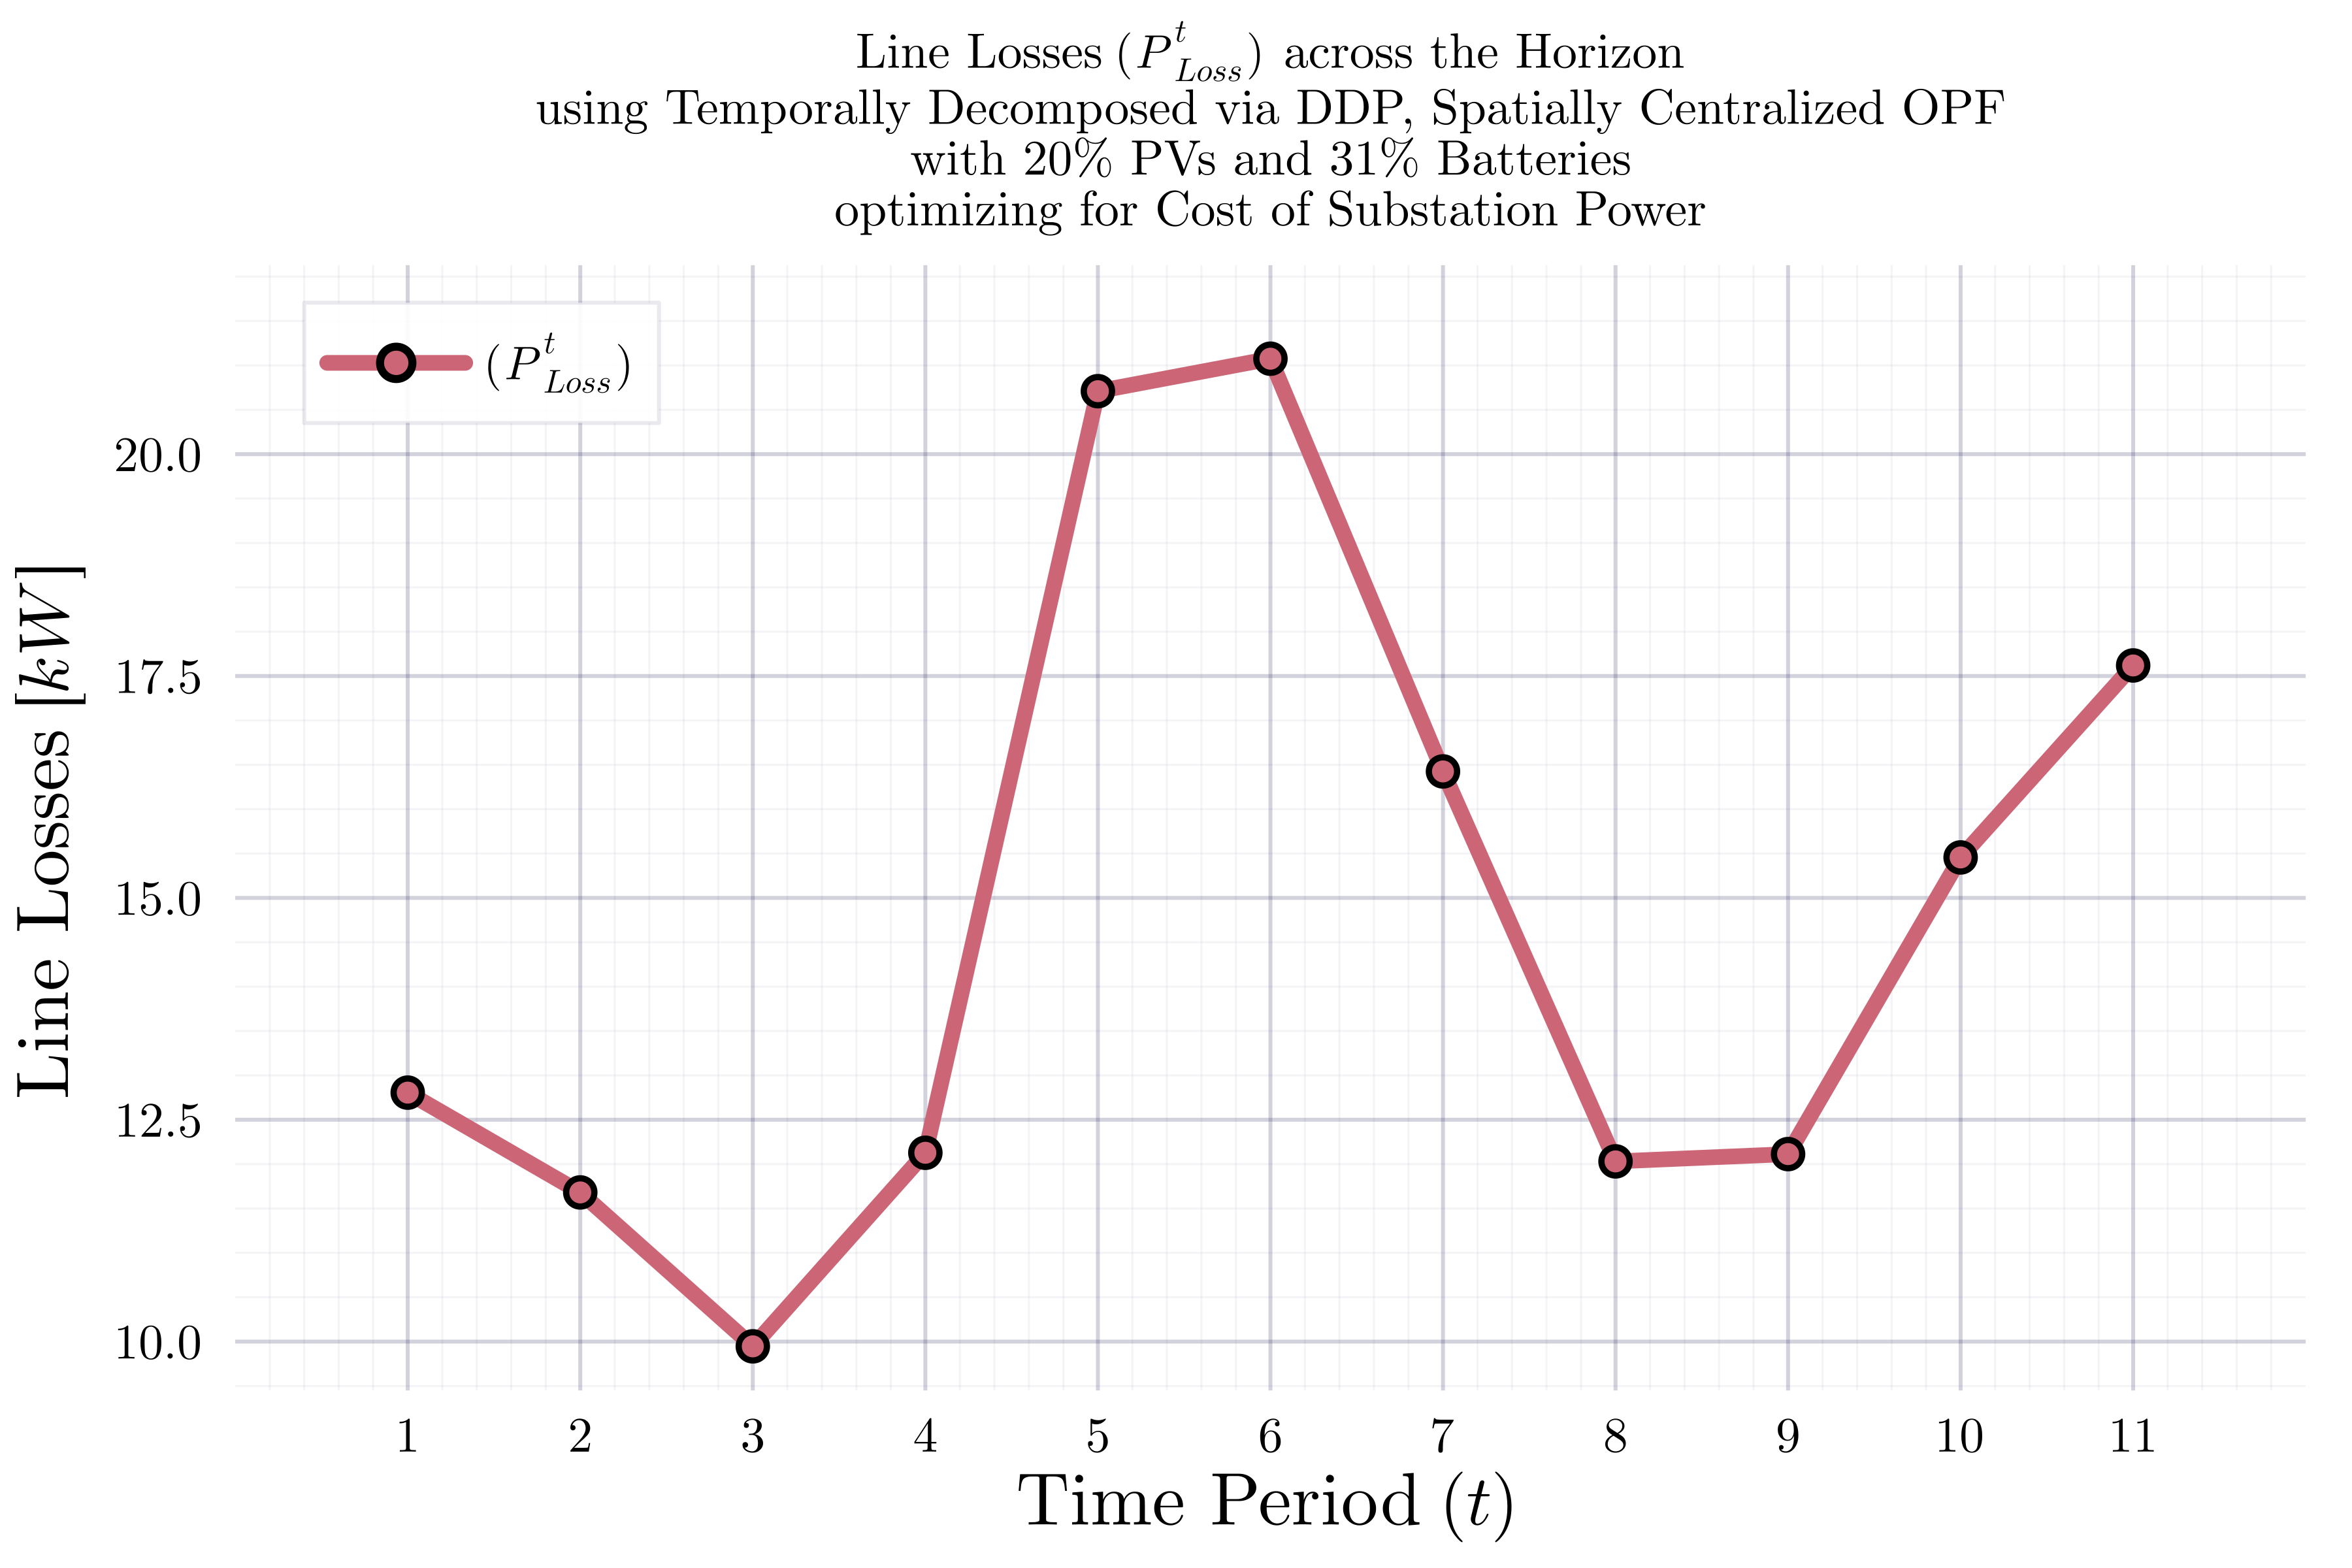 Line Losses (P^t_Loss) across the Horizon
using Temporally Decomposed via DDP, Spatially Centralized OPF
with 20% PVs and 31% Batteries
optimizing for Cost of Substation Power
(P^t_Loss)
Line Losses [kW]
20.0
17.5
15.0
12.5
10.0
1 2 3 4 5 6 7 8 9 10 11
Time Period (t)